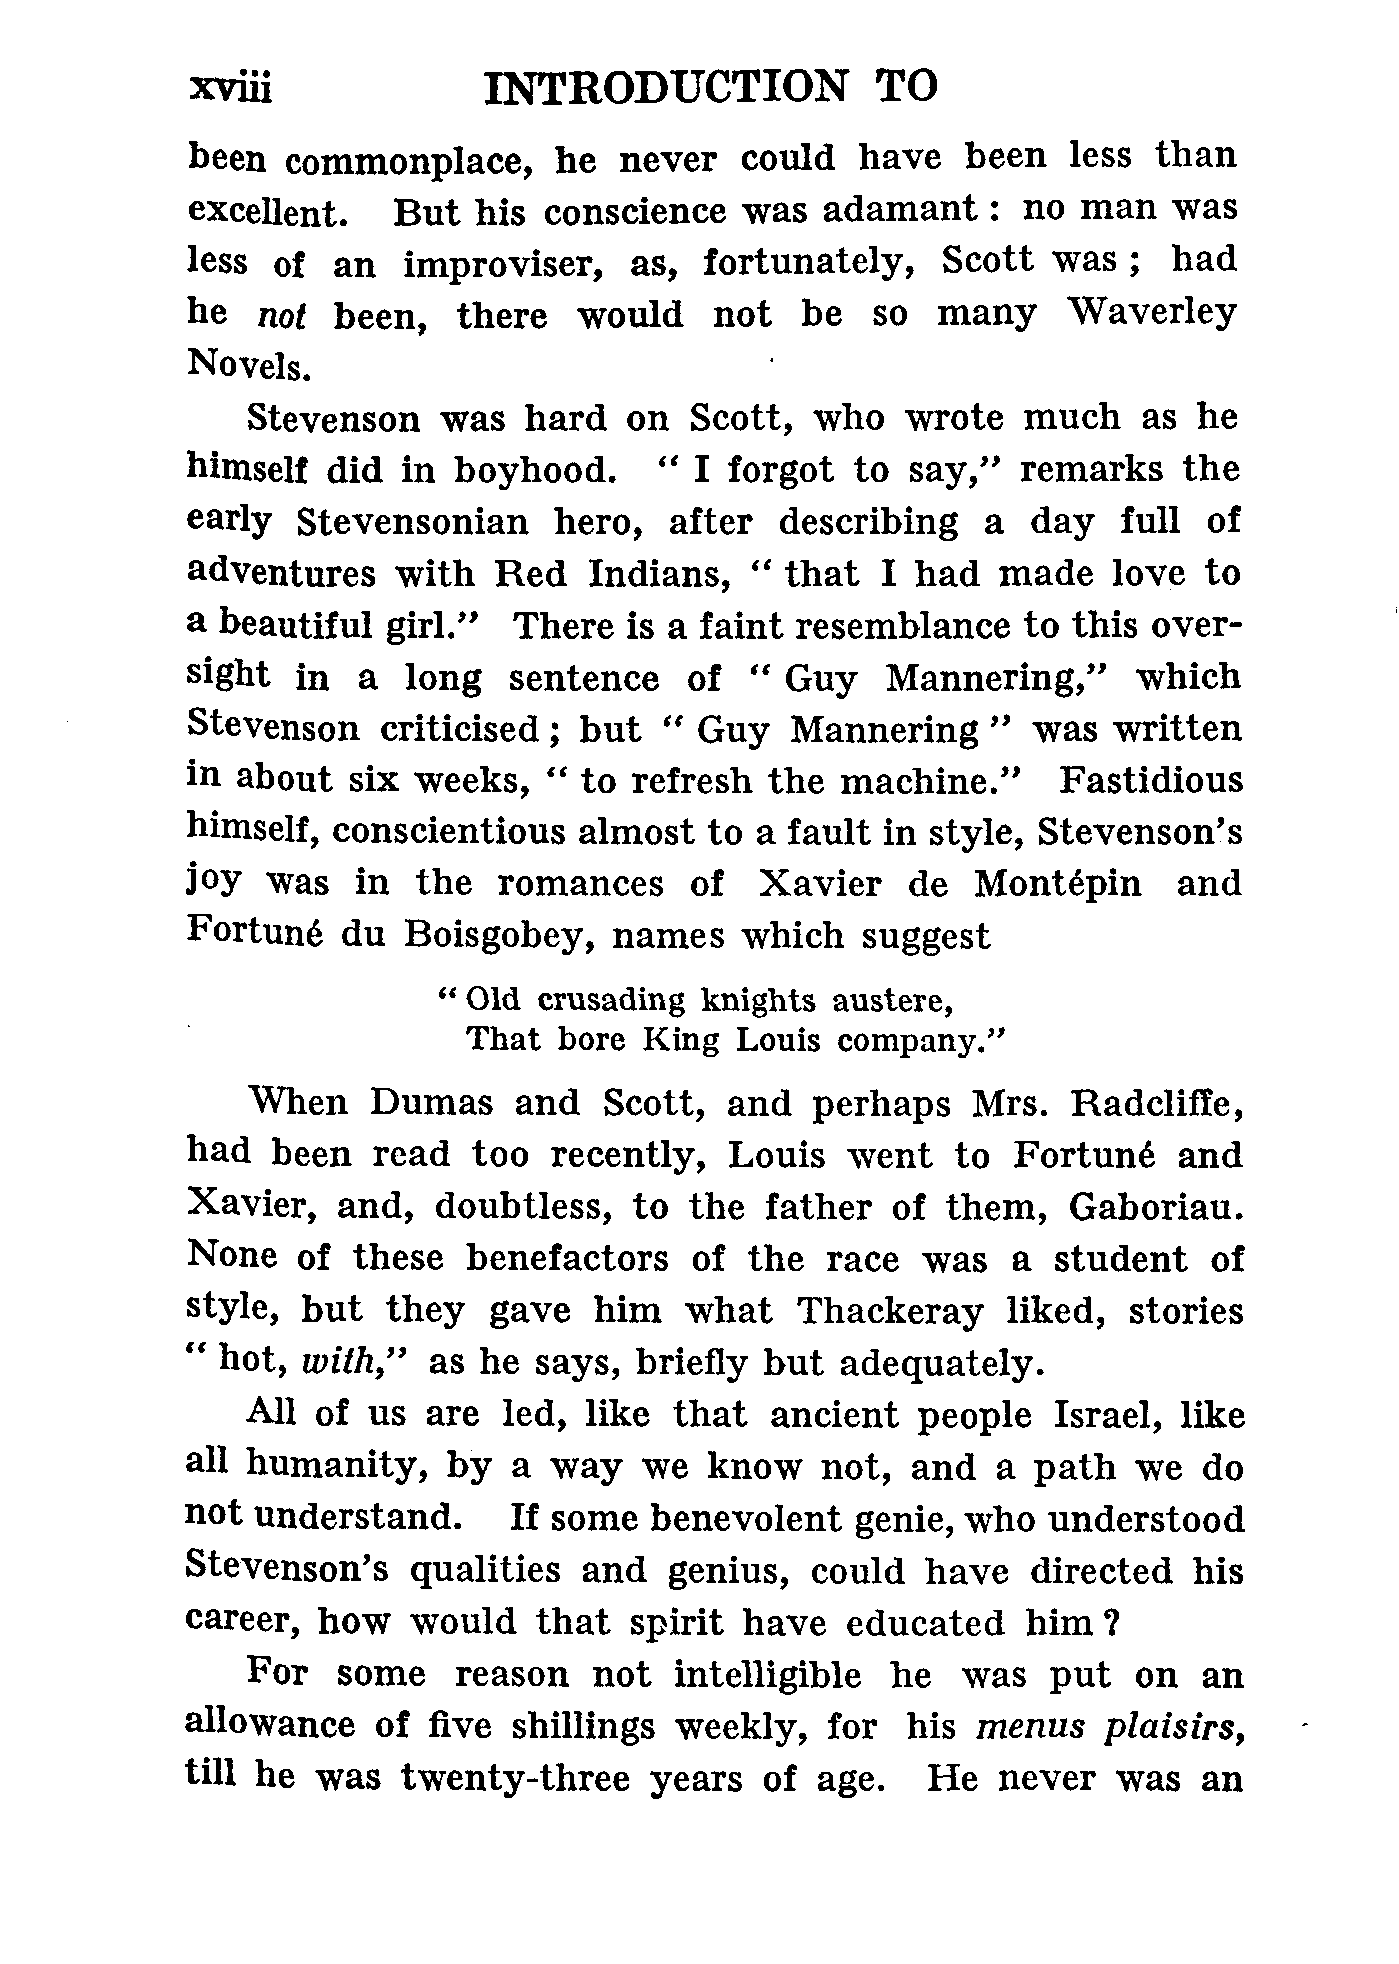 xviii INTRODUCTION TO
been commonplace, he never could have been less than
excellent. But his conscience was adamant : no man was
less of an improviser, as, fortunately, Scott was ; had
he not been, there would not be so many Waverley
Novels.
Stevenson was hard on Scott, who wrote much as he
himself did in boyhood. “ I forgot to say,” remarks the
early Stevensonian hero, after describing a day full of
adventures with Red Indians, “ that I had made love to
a beautiful girl.” There is a faint resemblance to this over-
sight in a long sentence of “ Guy Mannering,” which
Stevenson criticised ; but “ Guy Mannering ” was written
in about six weeks, “ to refresh the machine.” Fastidious
himself, conscientious almost to a fault in style, Stevenson’s
joy was in the romances of Xavier de Montépin and
Fortuné du Boisgobey, names which suggest
“ Old crusading knights austere,
That bore King Louis company.”
When Dumas and Scott, and perhaps Mrs. Radcliffe,
had been read too recently, Louis went to Fortuné and
Xavier, and, doubtless, to the father of them, Gaboriau.
None of these benefactors of the race was a student of
style, but they gave him what Thackeray liked, stories
“ hot, with,” as he says, briefly but adequately.
All of us are led, like that ancient people Israel, like
all humanity, by a way we know not, and a path we do
not understand. If some benevolent genie, who understood
Stevenson’s qualities and genius, could have directed his
career, how would that spirit have educated him ?
For some reason not intelligible he was put on an
allowance of five shillings weekly, for his menus plaisirs,
till he was twenty-three years of age. He never was an